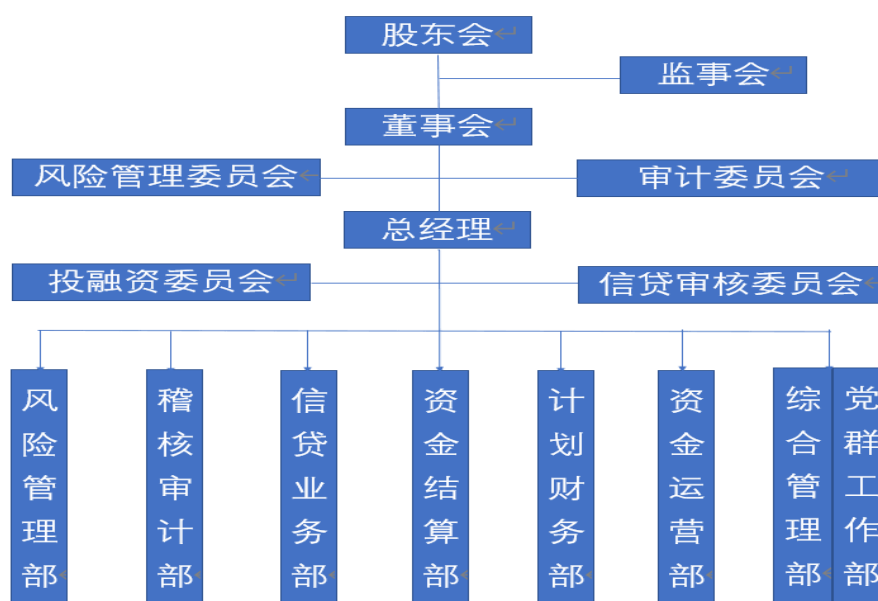 股东会
监事会
董事会
风险管理委员会
审计委员会
总经理
投融资委员会
信贷审核委员会
风险管理部
稽核审计部
信贷业务部
资金结算部
计划财务部
资金运营部
综合管理部
党群工作部